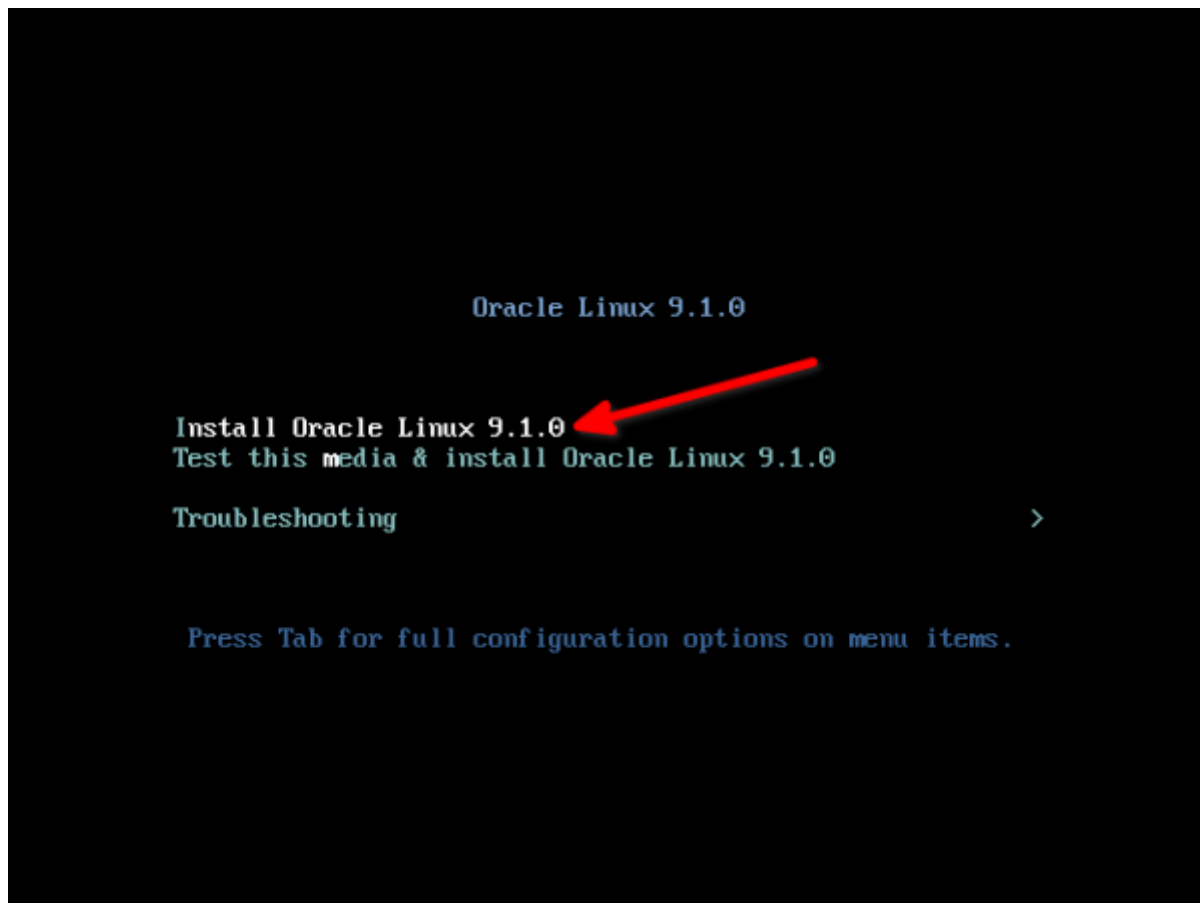 Oracle Linux 9.1.0
Install Oracle Linux 9.1.0
Test this media & install Oracle Linux 9.1.0
Troubleshooting >
Press Tab for full configuration options on menu items.